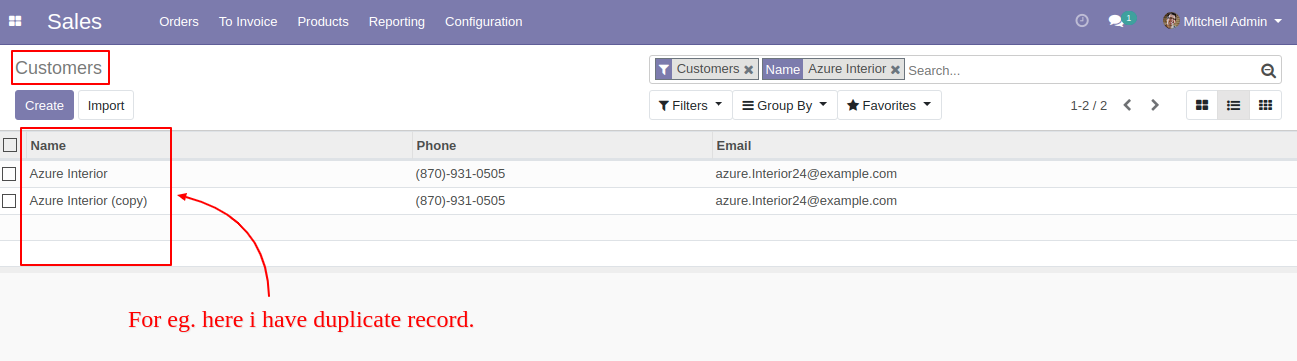 Sales Orders To Invoice Products Reporting Configuration 1 Mitchell Admin
Customers Customers Name Azure Interior Search...
Create Import Filters Group By Favorites 1-2 / 2
Name Phone Email
Azure Interior (870)-931-0505 azure.Interior24@example.com
Azure Interior (copy) (870)-931-0505 azure.Interior24@example.com
For eg. here i have duplicate record.